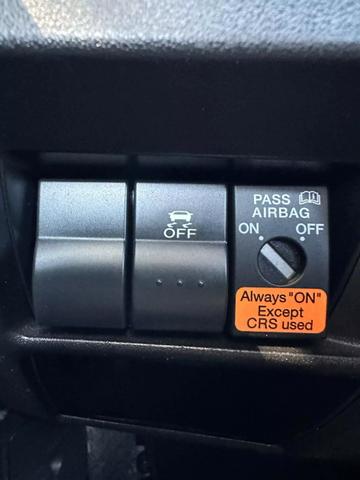 OFF
PASS
AIRBAG
ON OFF
Always "ON"
Except
CRS used